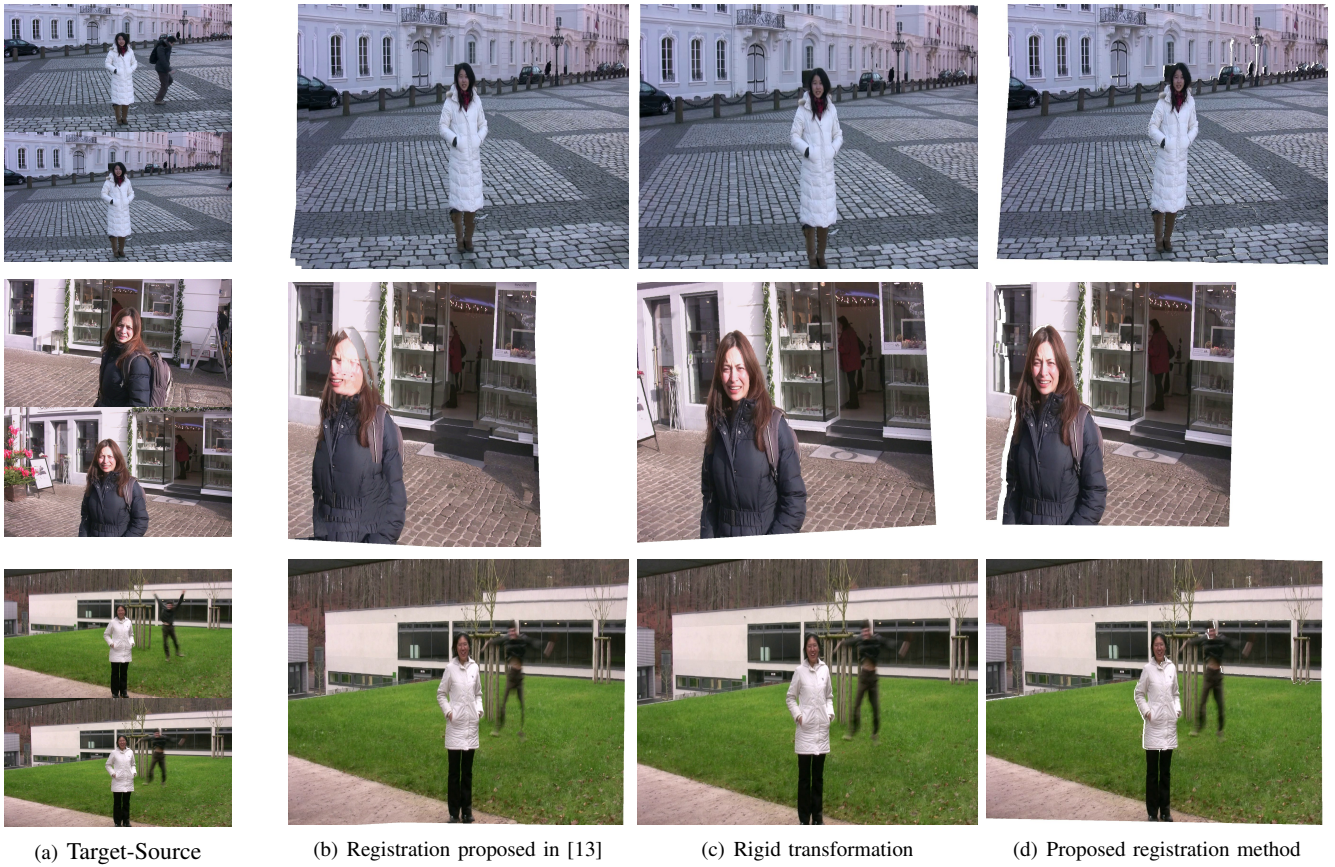 (a) Target-Source
(b) Registration proposed in [13]
(c) Rigid transformation
(d) Proposed registration method